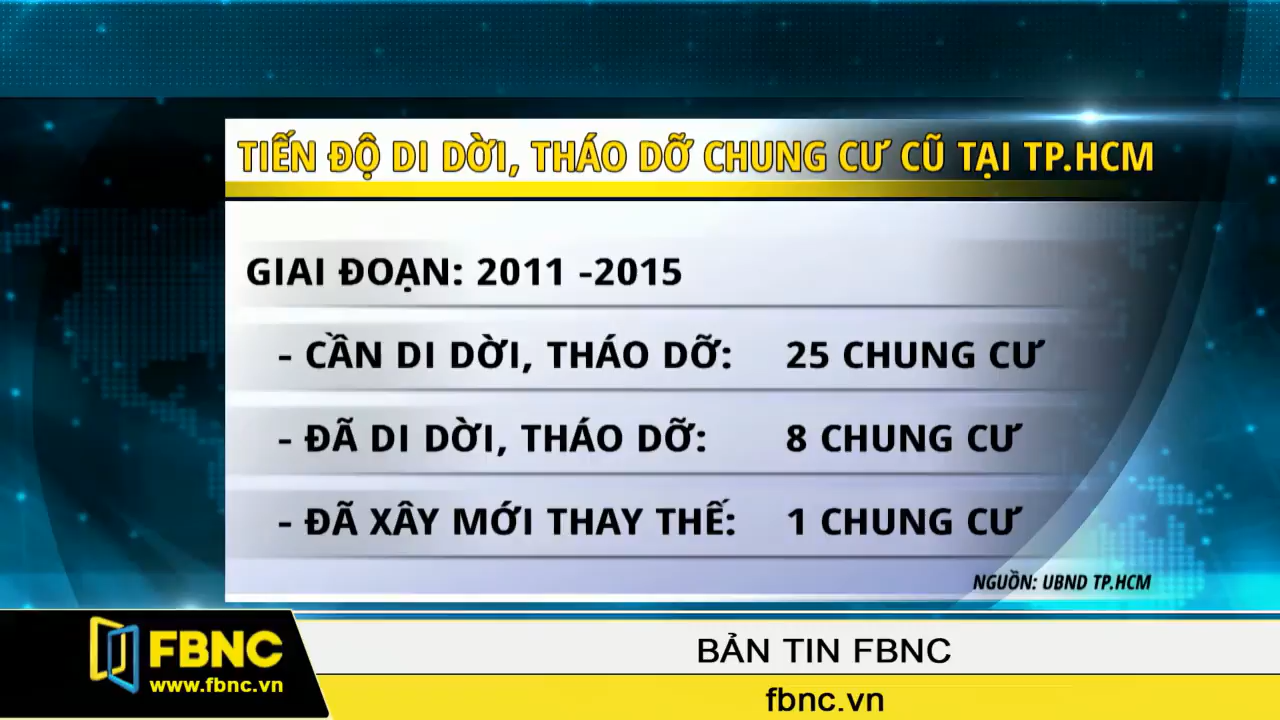 TIẾN ĐỘ DI DỜI, THÁO DỠ CHUNG CƯ CŨ TẠI TP.HCM
GIAI ĐOẠN: 2011 -2015
- CẦN DI DỜI, THÁO DỠ: 25 CHUNG CƯ
- ĐÃ DI DỜI, THÁO DỠ: 8 CHUNG CƯ
- ĐÃ XÂY MỚI THAY THẾ: 1 CHUNG CƯ
NGUỒN: UBND TP.HCM
FBNC
www.fbnc.vn
BẢN TIN FBNC
fbnc.vn